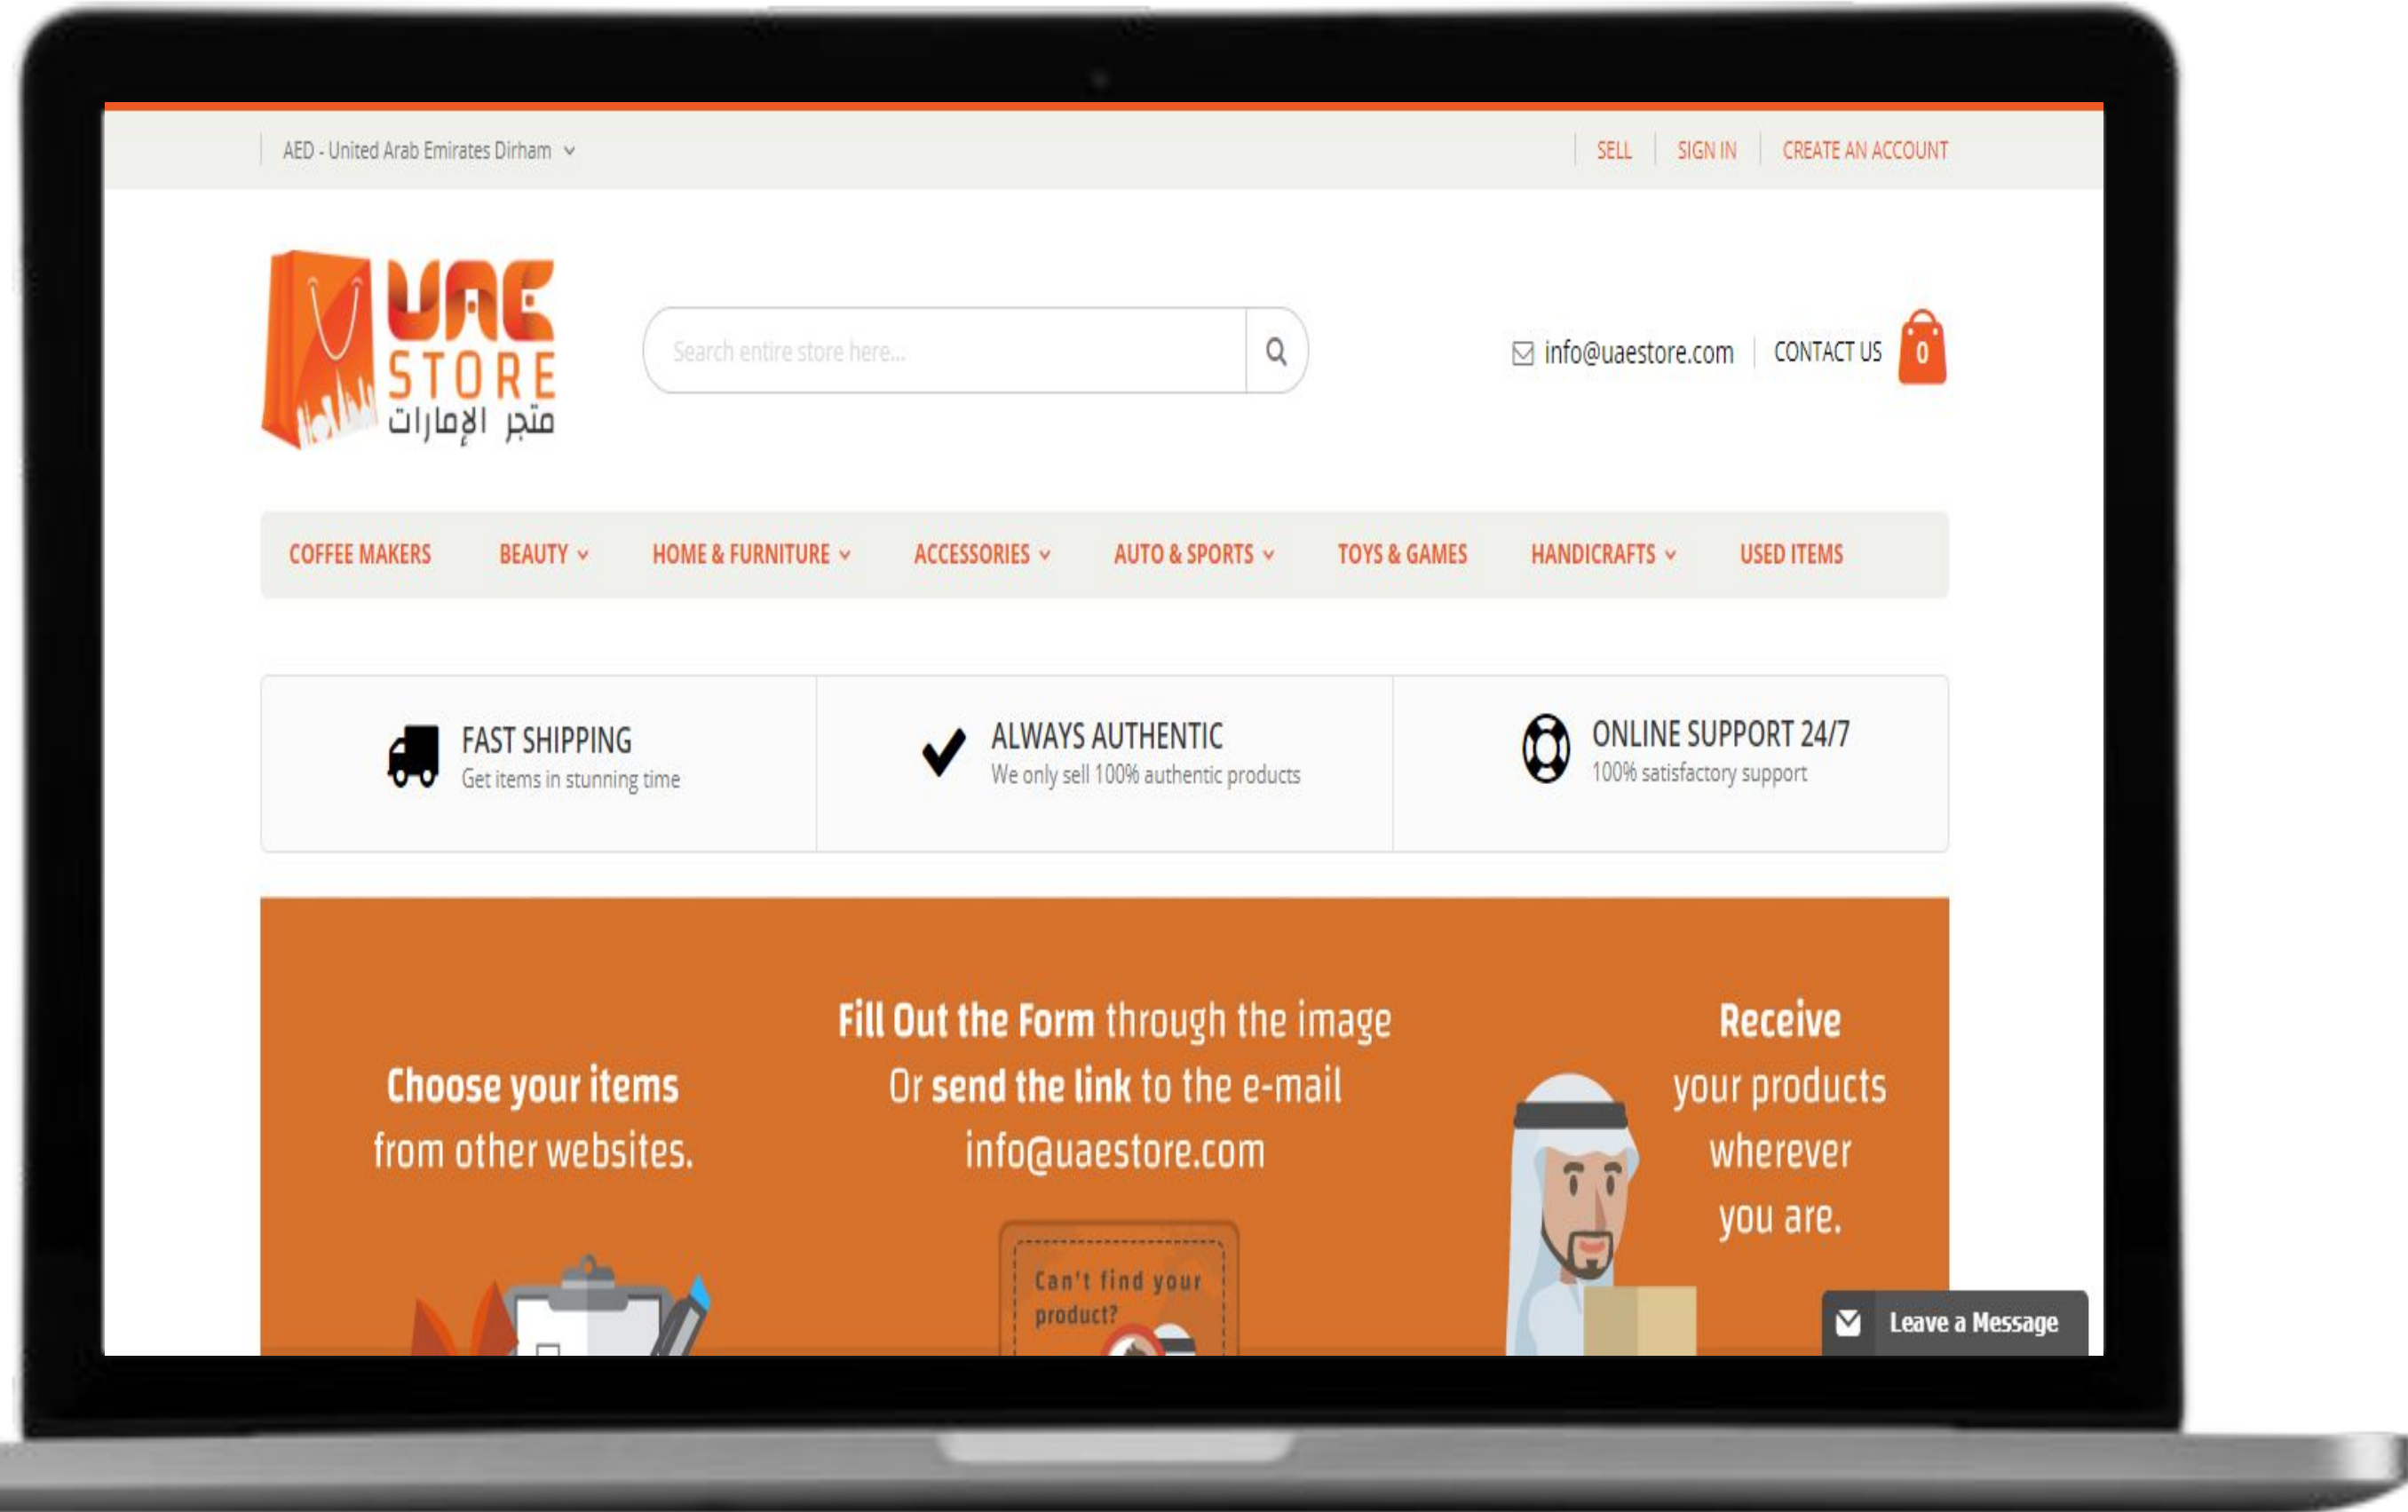 AED - United Arab Emirates Dirham
SELL
SIGN IN
CREATE AN ACCOUNT
UAE
STORE
متجر الإمارات
Search entire store here...
info@uaestore.com
CONTACT US
0
COFFEE MAKERS
BEAUTY
HOME & FURNITURE
ACCESSORIES
AUTO & SPORTS
TOYS & GAMES
HANDICRAFTS
USED ITEMS
FAST SHIPPING
Get items in stunning time
ALWAYS AUTHENTIC
We only sell 100% authentic products
ONLINE SUPPORT 24/7
100% satisfactory support
Choose your items
from other websites.
Fill Out the Form through the image
Or send the link to the e-mail
info@uaestore.com
Can't find your
product?
Receive
your products
wherever
you are.
Leave a Message